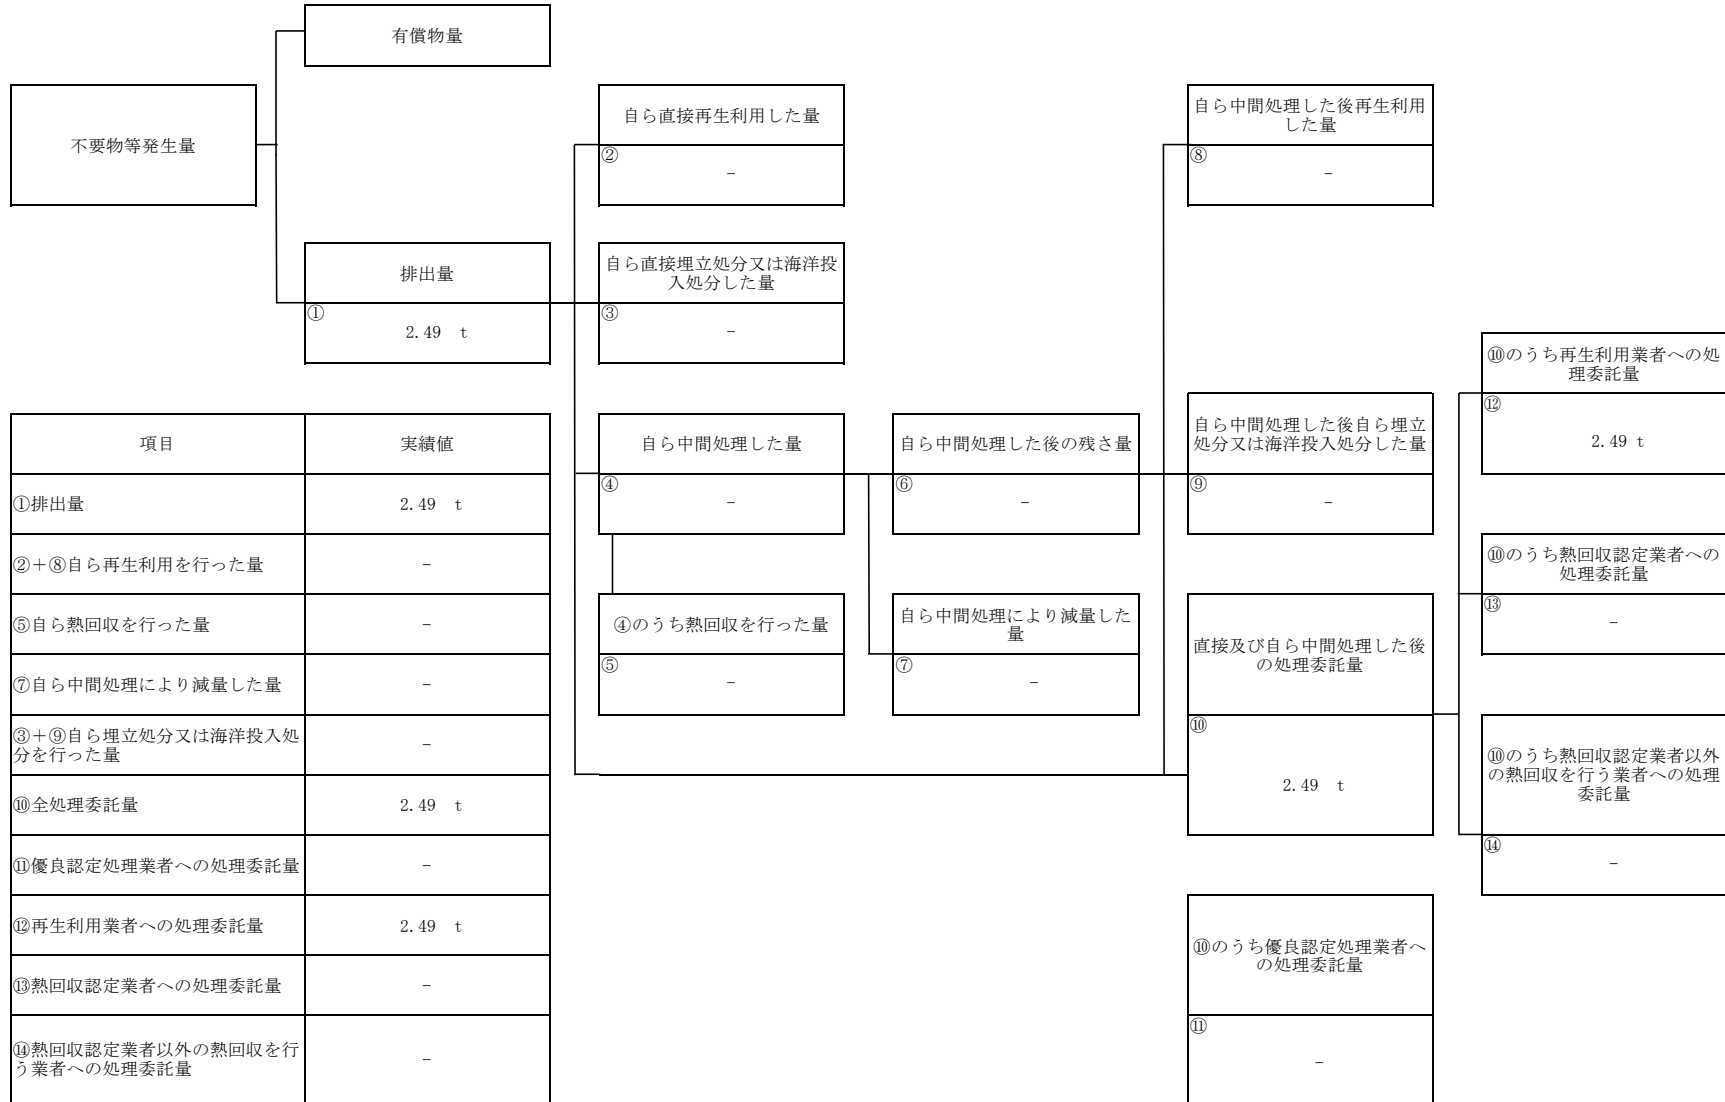 有償物量
不要物等発生量
自ら直接再生利用した量
②
－
自ら中間処理した後再生利用
した量
⑧
－
排出量
①
2.49 t
自ら直接埋立処分又は海洋投
入処分した量
③
－
⑩のうち再生利用業者への処
理委託量
⑫
2.49 t
項目
実績値
①排出量
2.49 t
②＋⑧自ら再生利用を行った量
－
⑤自ら熱回収を行った量
－
⑦自ら中間処理により減量した量
－
③＋⑨自ら埋立処分又は海洋投入処
分を行った量
－
⑩全処理委託量
2.49 t
⑪優良認定処理業者への処理委託量
－
⑫再生利用業者への処理委託量
2.49 t
⑬熱回収認定業者への処理委託量
－
⑭熱回収認定業者以外の熱回収を行
う業者への処理委託量
－
自ら中間処理した量
④
－
自ら中間処理した後の残さ量
⑥
－
自ら中間処理した後自ら埋立
処分又は海洋投入処分した量
⑨
－
④のうち熱回収を行った量
⑤
－
自ら中間処理により減量した
量
⑦
－
直接及び自ら中間処理した後
の処理委託量
⑩
2.49 t
⑩のうち熱回収認定業者への
処理委託量
⑬
－
⑩のうち熱回収認定業者以外
の熱回収を行う業者への処理
委託量
⑭
－
⑩のうち優良認定処理業者へ
の処理委託量
⑪
－